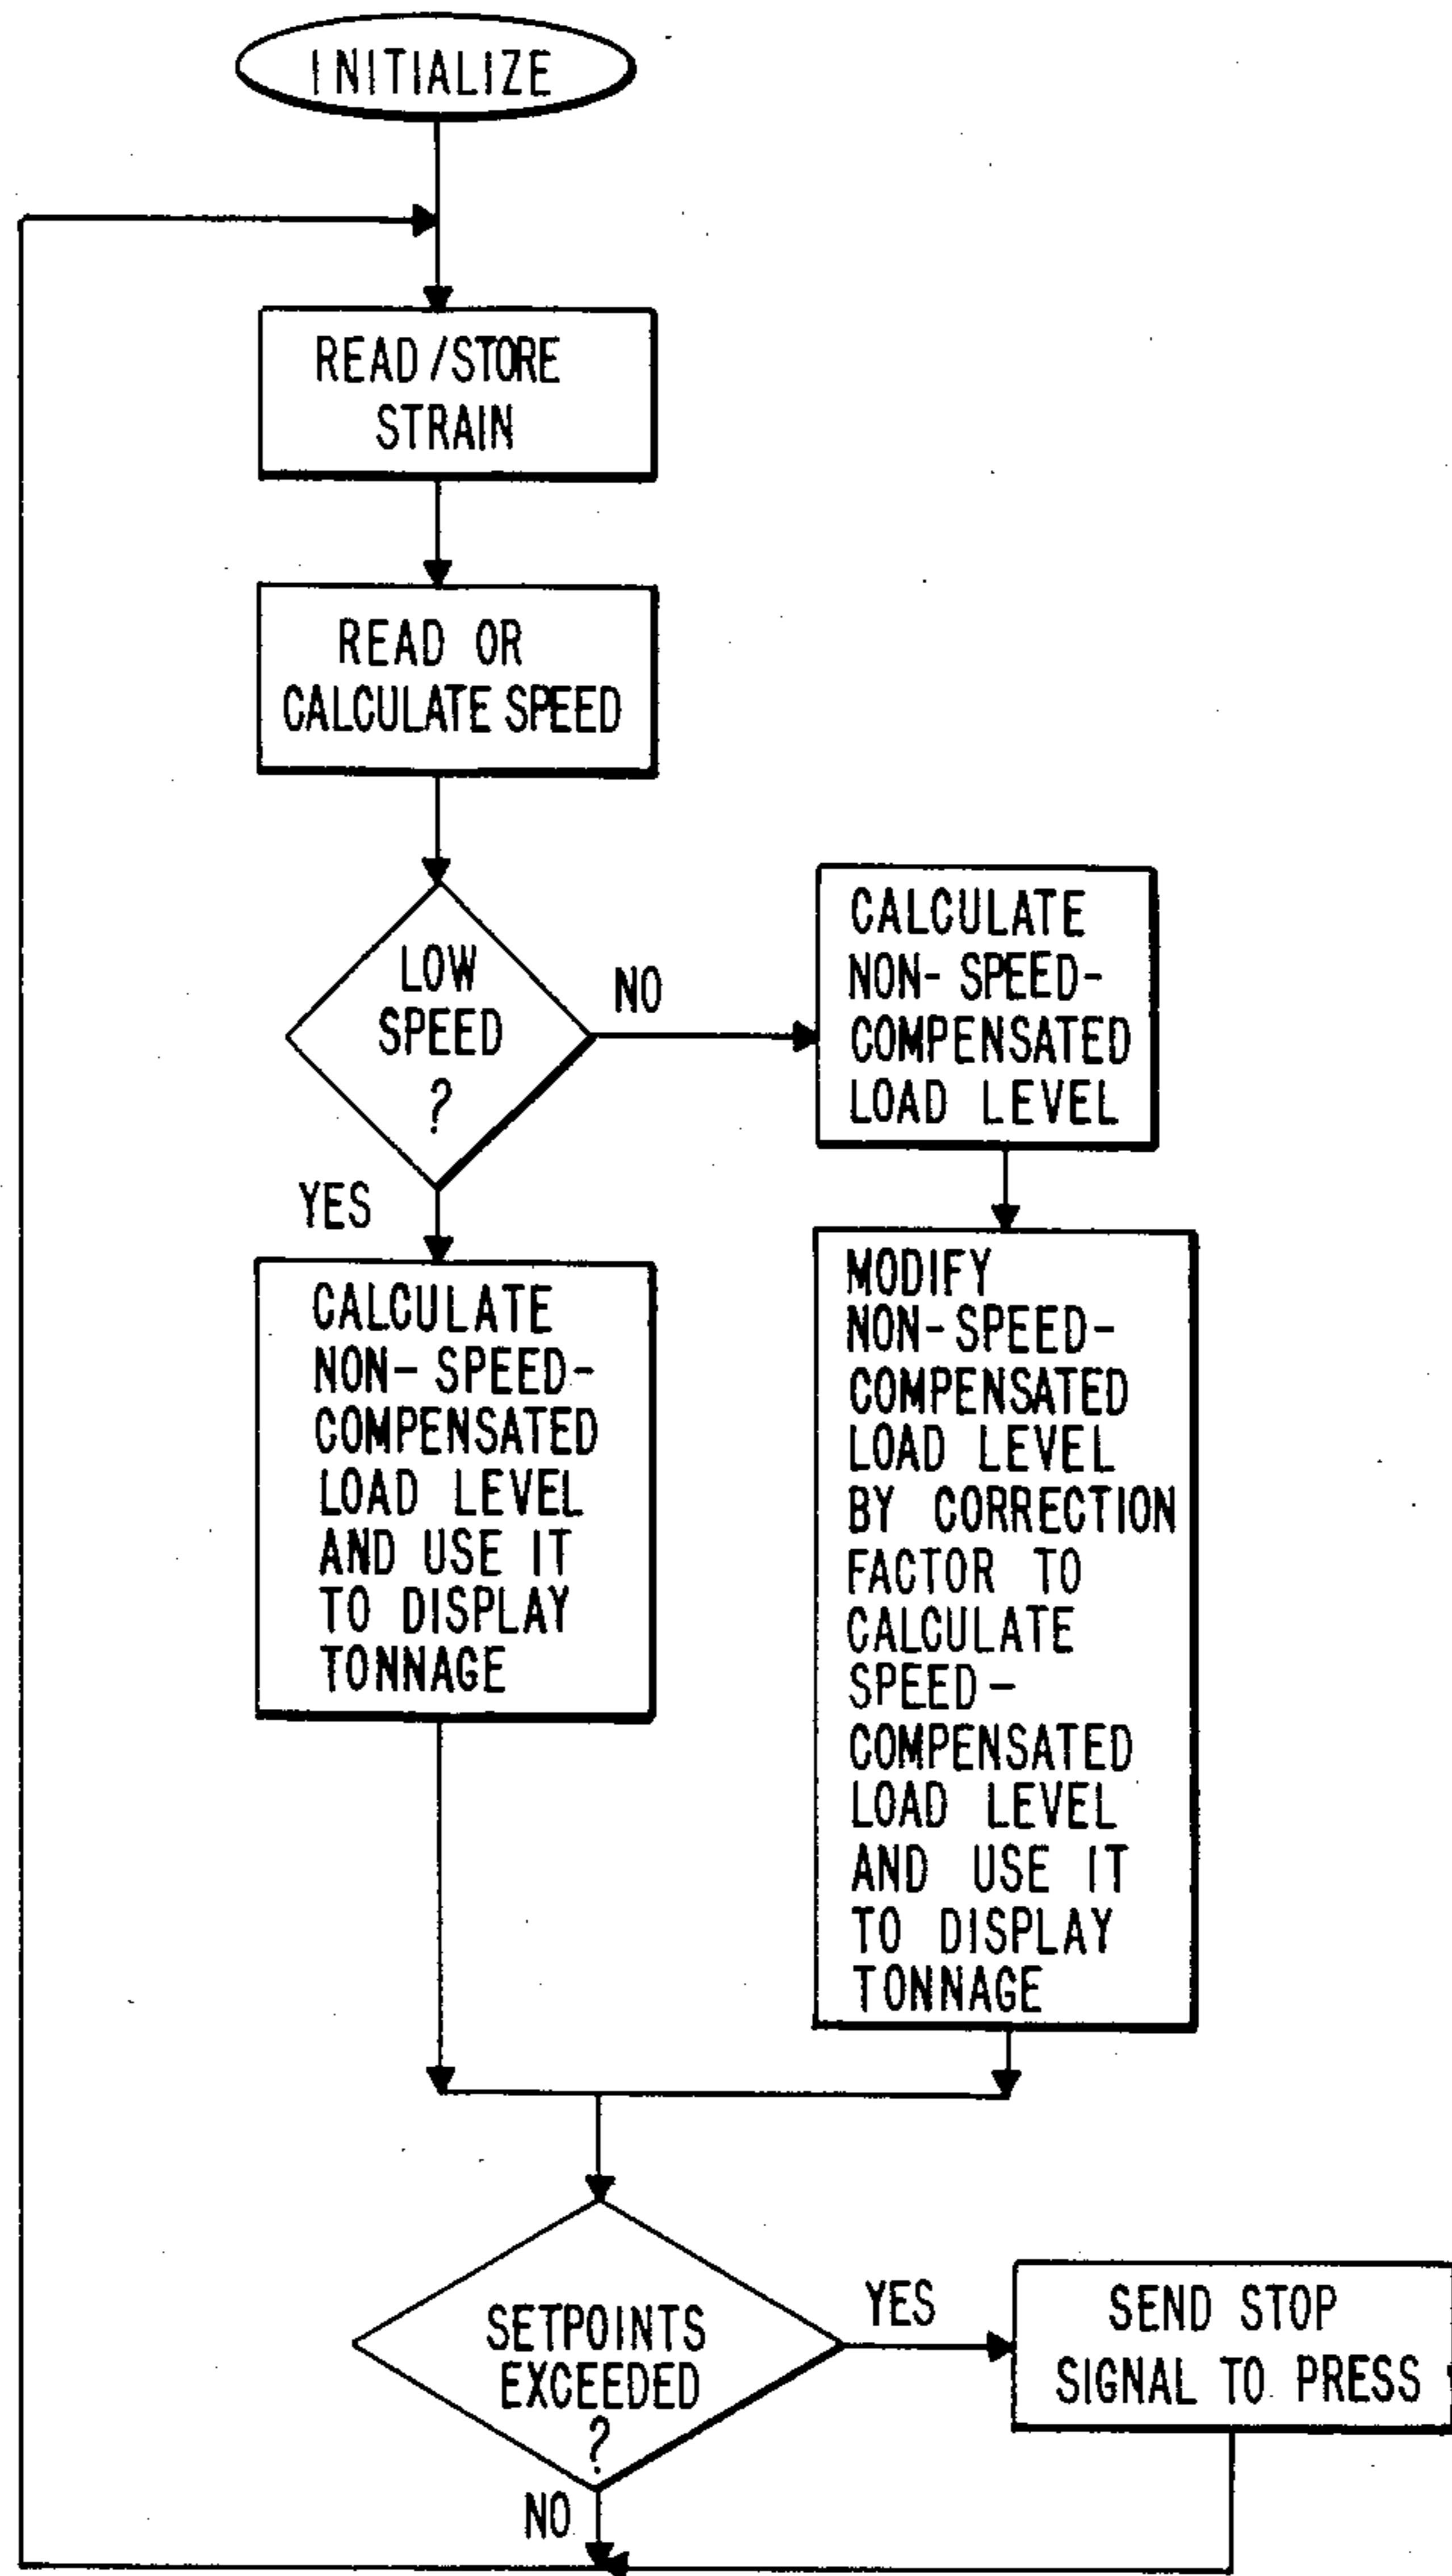 INITIALIZE
READ/STORE
STRAIN
READ OR
CALCULATE SPEED
LOW
SPEED
?
NO
YES
CALCULATE
NON-SPEED-
COMPENSATED
LOAD LEVEL
MODIFY
NON-SPEED-
COMPENSATED
LOAD LEVEL
BY CORRECTION
FACTOR TO
CALCULATE
SPEED-
COMPENSATED
LOAD LEVEL
AND USE IT
TO DISPLAY
TONNAGE
CALCULATE
NON-SPEED-
COMPENSATED
LOAD LEVEL
AND USE IT
TO DISPLAY
TONNAGE
SETPOINTS
EXCEEDED
?
YES
SEND STOP
SIGNAL TO PRESS
NO